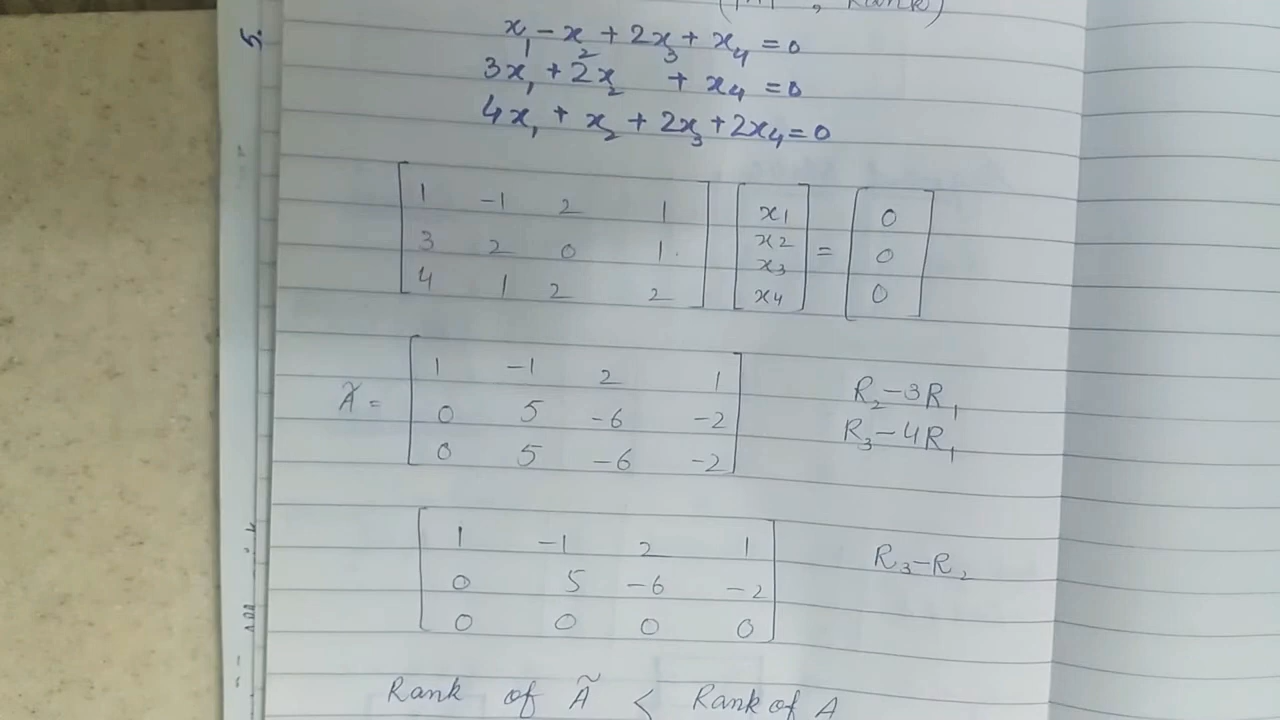 (|A| , Rank)
5.
x₁ - x₂ + 2x₃ + x₄ = 0
3x₁ + 2x₂ + x₄ = 0
4x₁ + x₂ + 2x₃ + 2x₄ = 0
1 -1 2 1 x₁ 0
3 2 0 1. x₂ = 0
4 1 2 2 x₃ 0
x₄
1 -1 2 1
Ã = 0 5 -6 -2 R₂-3R₁
0 5 -6 -2 R₃-4R₁
1 -1 2 1
0 5 -6 -2 R₃-R₂
0 0 0 0
Rank of Ã < Rank of A